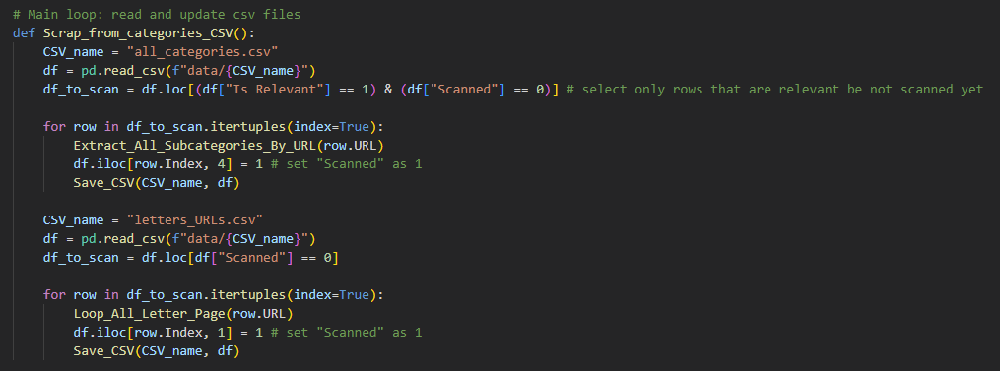 # Main loop: read and update csv files
def Scrap_from_categories_CSV():
    CSV_name = "all_categories.csv"
    df = pd.read_csv(f"data/{CSV_name}")
    df_to_scan = df.loc[(df["Is Relevant"] == 1) & (df["Scanned"] == 0)] # select only rows that are relevant be not scanned yet

    for row in df_to_scan.itertuples(index=True):
        Extract_All_Subcategories_By_URL(row.URL)
        df.iloc[row.Index, 4] = 1 # set "Scanned" as 1
        Save_CSV(CSV_name, df)

    CSV_name = "letters_URLs.csv"
    df = pd.read_csv(f"data/{CSV_name}")
    df_to_scan = df.loc[df["Scanned"] == 0]

    for row in df_to_scan.itertuples(index=True):
        Loop_All_Letter_Page(row.URL)
        df.iloc[row.Index, 1] = 1 # set "Scanned" as 1
        Save_CSV(CSV_name, df)